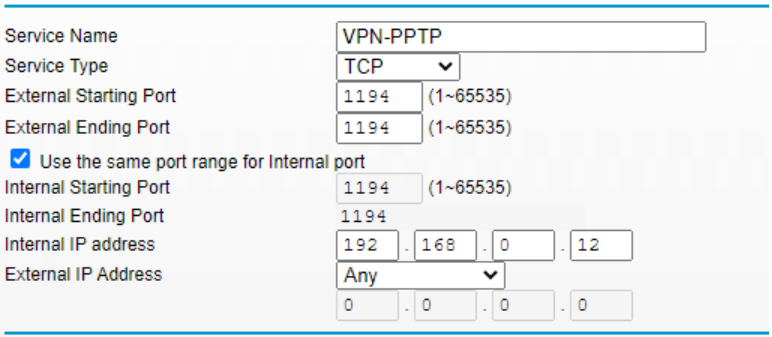 Service Name VPN-PPTP
Service Type TCP
External Starting Port 1194 (1~65535)
External Ending Port 1194 (1~65535)
Use the same port range for Internal port
Internal Starting Port 1194 (1~65535)
Internal Ending Port 1194
Internal IP address 192 . 168 . 0 . 12
External IP Address Any
0 . 0 . 0 . 0